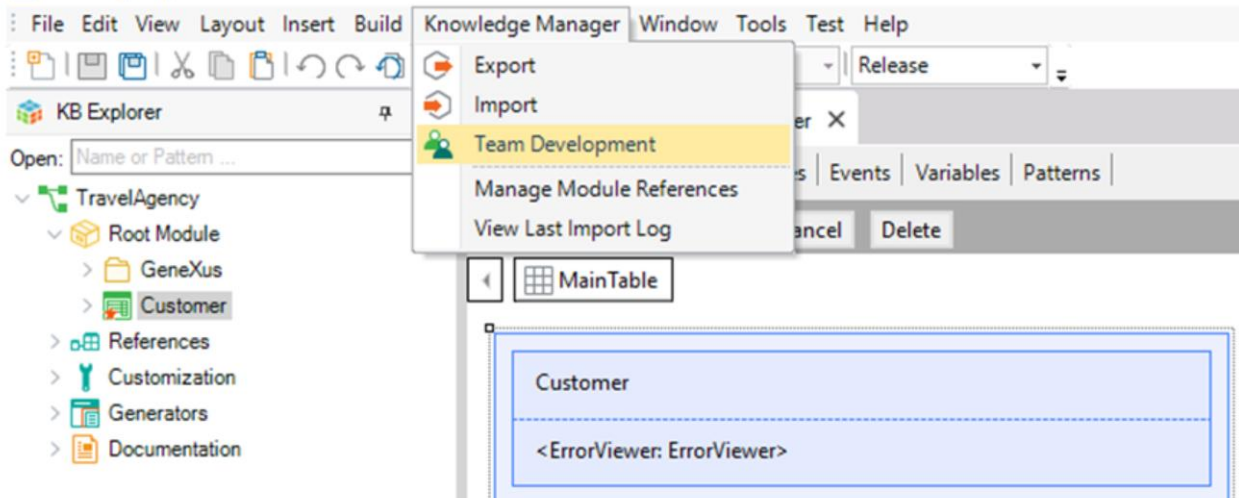 File Edit View Layout Insert Build Knowledge Manager Window Tools Test Help
Release
KB Explorer
Open: Name or Pattern ...
TravelAgency
Root Module
GeneXus
Customer
References
Customization
Generators
Documentation
Export
Import
Team Development
Manage Module References
View Last Import Log
Events Variables Patterns
Delete
MainTable
Customer
<ErrorViewer: ErrorViewer>